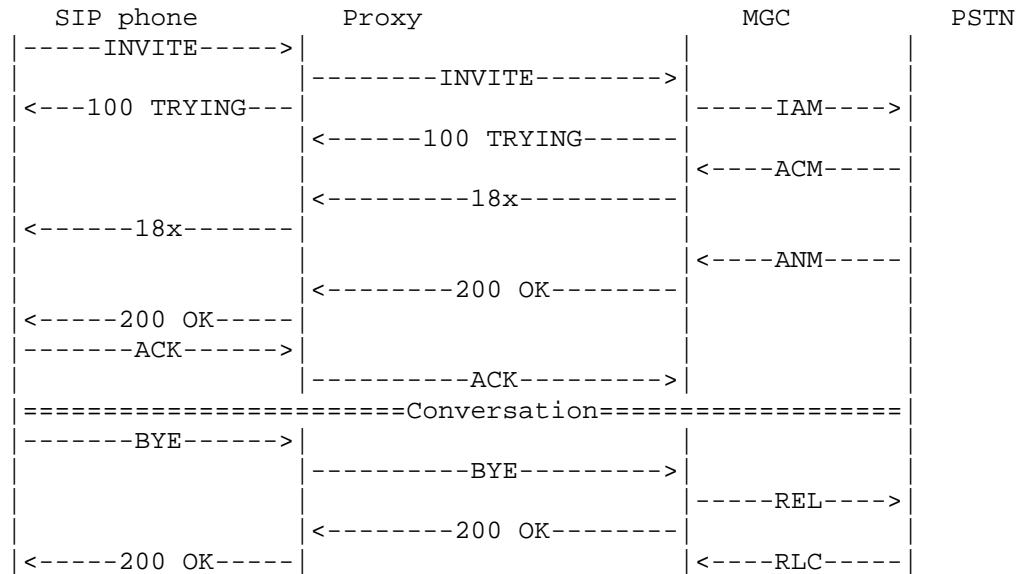 SIP phone Proxy MGC PSTN
|-----INVITE----->| | |
| |--------INVITE-------->| |
|<---100 TRYING---| |-----IAM---->|
| |<------100 TRYING------| |
| | |<----ACM-----|
| |<---------18x----------| |
|<------18x-------| | |
| | |<----ANM-----|
| |<--------200 OK--------| |
|<-----200 OK-----| | |
|-------ACK------>| | |
| |----------ACK--------->| |
|========================Conversation===================|
|-------BYE------>| | |
| |----------BYE--------->| |
| | |-----REL---->|
| |<--------200 OK--------| |
|<-----200 OK-----| |<----RLC-----|